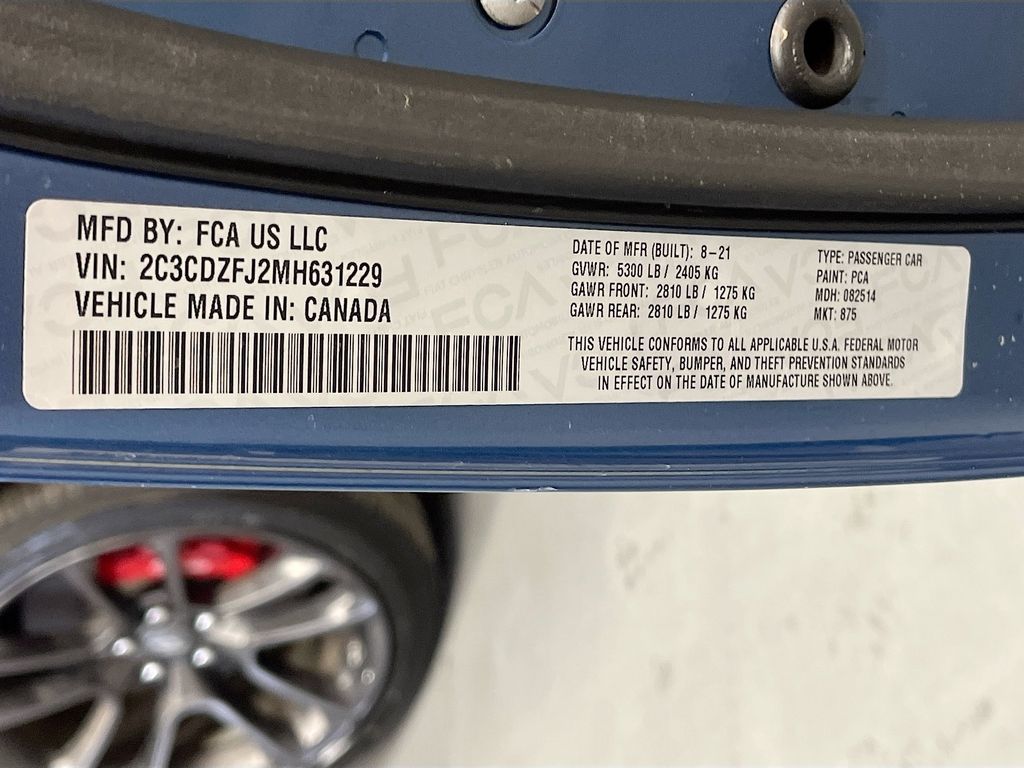 MFD BY: FCA US LLC
VIN: 2C3CDZFJ2MH631229
VEHICLE MADE IN: CANADA
DATE OF MFR (BUILT): 8-21
GVWR: 5300 LB / 2405 KG
GAWR FRONT: 2810 LB / 1275 KG
GAWR REAR: 2810 LB / 1275 KG
TYPE: PASSENGER CAR
PAINT: PCA
MDH: 082514
MKT: 875
THIS VEHICLE CONFORMS TO ALL APPLICABLE U.S.A. FEDERAL MOTOR
VEHICLE SAFETY, BUMPER, AND THEFT PREVENTION STANDARDS
IN EFFECT ON THE DATE OF MANUFACTURE SHOWN ABOVE.